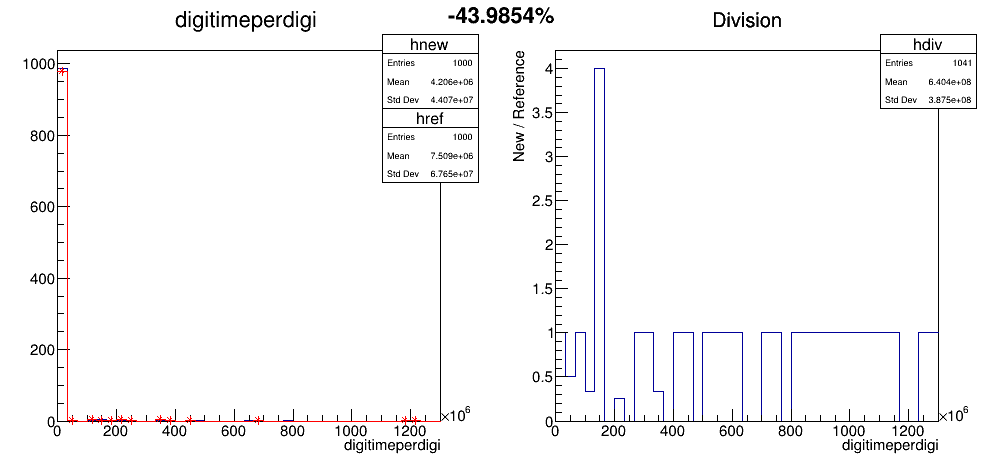 digitimeperdigi
-43.9854%
Division
hnew
Entries 1000
Mean 4.206e+06
Std Dev 4.407e+07
href
Entries 1000
Mean 7.509e+06
Std Dev 6.765e+07
1000
800
600
400
200
0
0 200 400 600 800 1000 1200 ×10^6
digitimeperdigi
hdiv
Entries 1041
Mean 6.404e+08
Std Dev 3.875e+08
New / Reference
4
3.5
3
2.5
2
1.5
1
0.5
0
0 200 400 600 800 1000 1200 ×10^6
digitimeperdigi